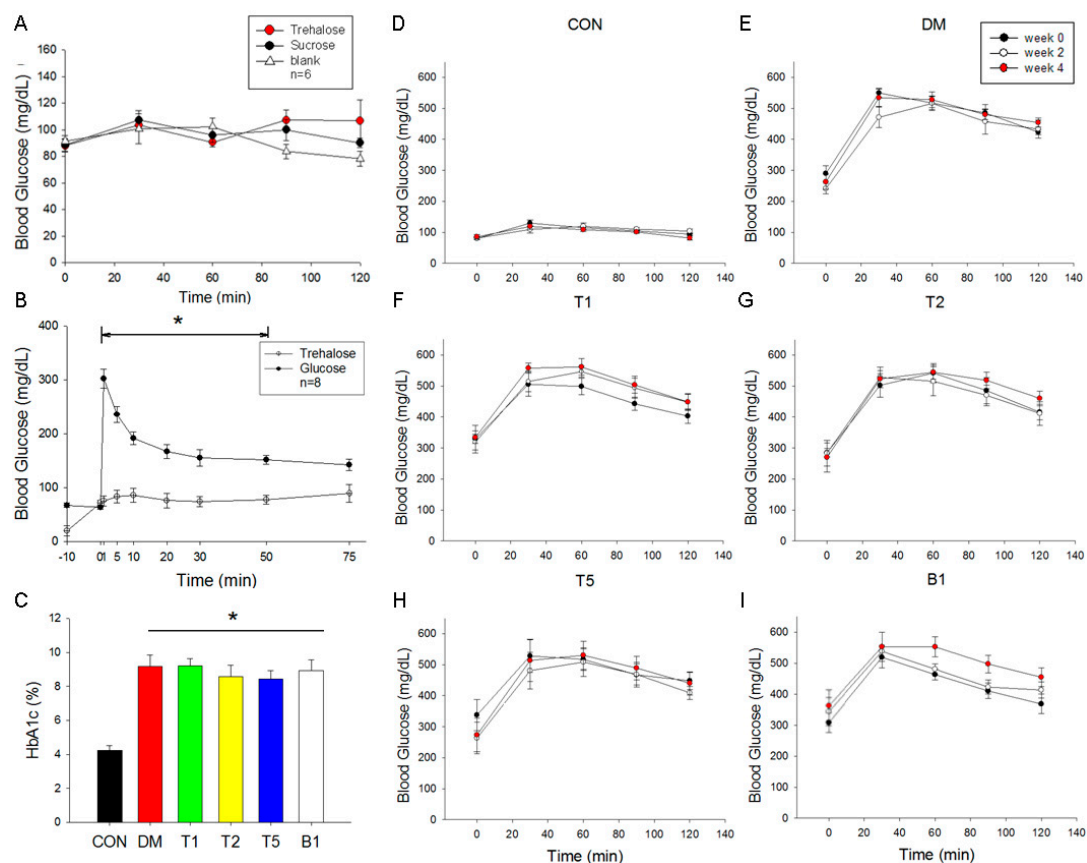 A
Trehalose
Sucrose
blank
n=6
Blood Glucose (mg/dL)
160
140
120
100
80
60
40
20
0
0 20 40 60 80 100 120
Time (min)
B
*
Trehalose
Glucose
n=8
Blood Glucose (mg/dL)
400
300
200
100
0
-10 01 5 10 20 30 50 75
Time (min)
C
*
HbA1c (%)
12
10
8
6
4
2
0
CON DM T1 T2 T5 B1
D
CON
Blood Glucose (mg/dL)
600
500
400
300
200
100
0
0 20 40 60 80 100 120 140
E
DM
week 0
week 2
week 4
Blood Glucose (mg/dL)
600
500
400
300
200
100
0
0 20 40 60 80 100 120 140
F
T1
Blood Glucose (mg/dL)
600
500
400
300
200
100
0
0 20 40 60 80 100 120 140
G
T2
Blood Glucose (mg/dL)
600
500
400
300
200
100
0
0 20 40 60 80 100 120 140
H
T5
Blood Glucose (mg/dL)
600
500
400
300
200
100
0
0 20 40 60 80 100 120 140
Time (min)
I
B1
Blood Glucose (mg/dL)
600
500
400
300
200
100
0
0 20 40 60 80 100 120 140
Time (min)